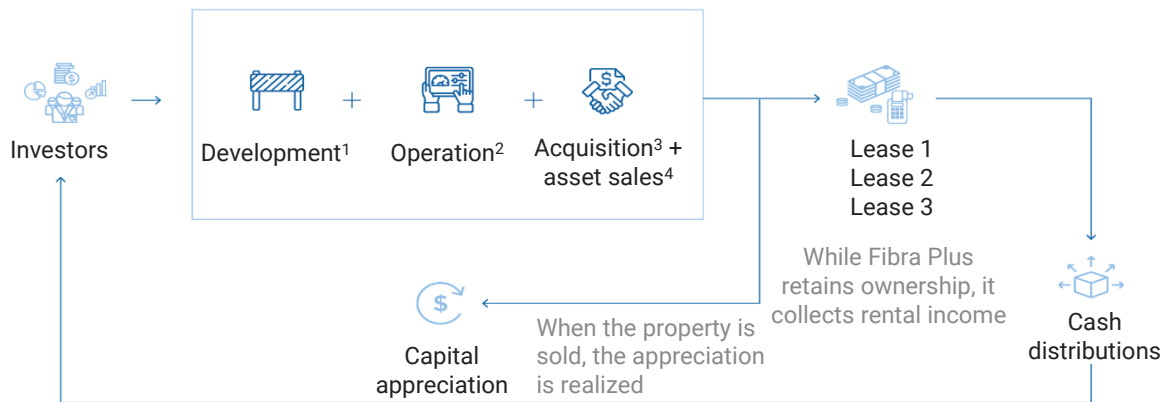 Investors
Development¹
+
Operation²
+
Acquisition³ +
asset sales⁴
Lease 1
Lease 2
Lease 3
While Fibra Plus
retains ownership, it
collects rental income
$
Capital
appreciation
When the property is
sold, the appreciation
is realized
Cash
distributions